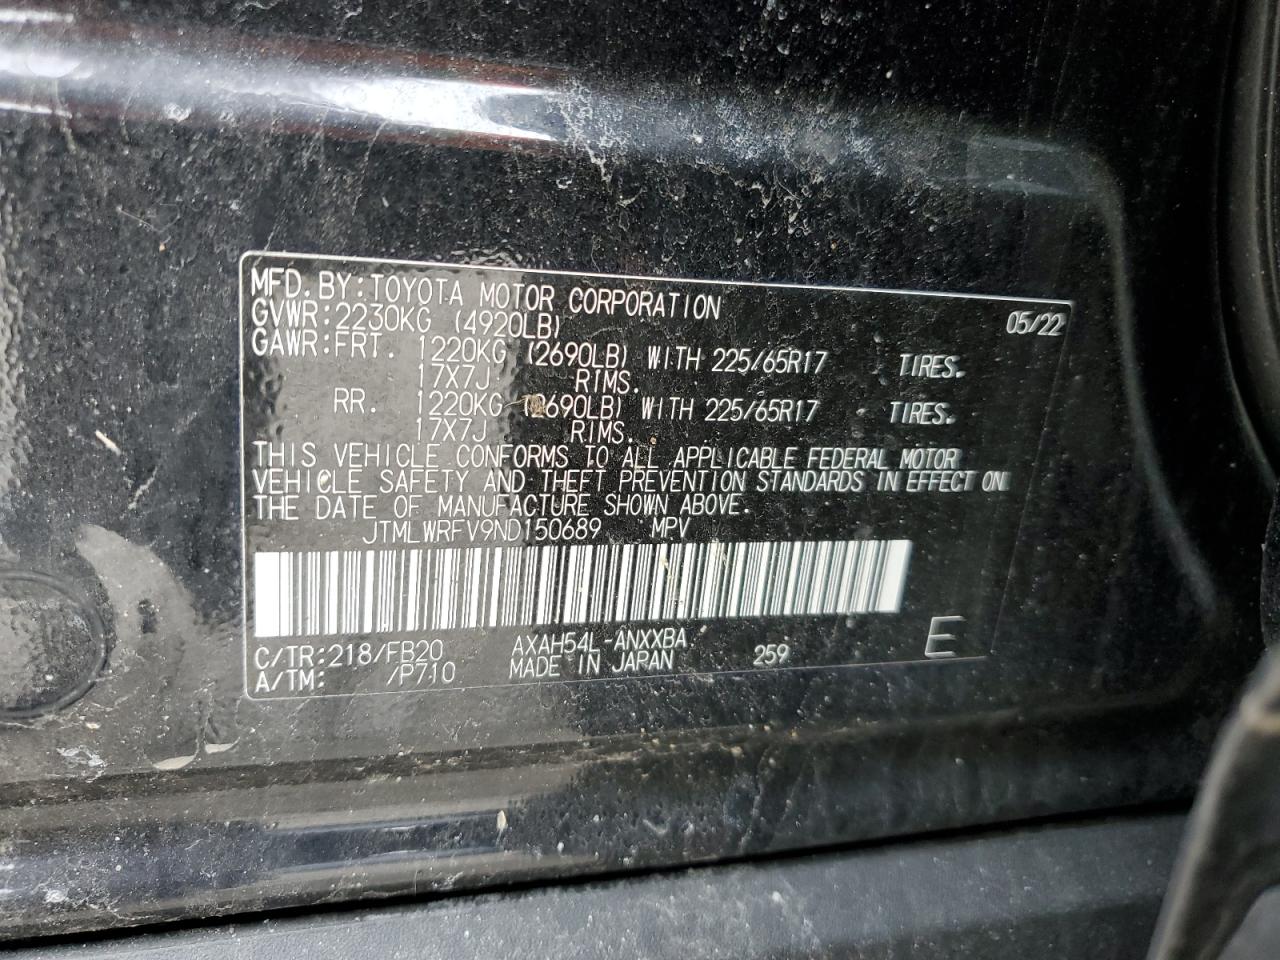 MFD. BY: TOYOTA MOTOR CORPORATION 05/22
GVWR: 2230KG (4920LB)
GAWR: FRT. 1220KG (2690LB) WITH 225/65R17 TIRES.
17X7J RIMS.
RR. 1220KG (2690LB) WITH 225/65R17 TIRES.
17X7J RIMS.
THIS VEHICLE CONFORMS TO ALL APPLICABLE FEDERAL MOTOR
VEHICLE SAFETY AND THEFT PREVENTION STANDARDS IN EFFECT ON
THE DATE OF MANUFACTURE SHOWN ABOVE.
JTMLWRFV9ND150689 MPV
C/TR: 218/FB20 AXAH54L-ANXXBA
A/TM: /P710 MADE IN JAPAN 259 E